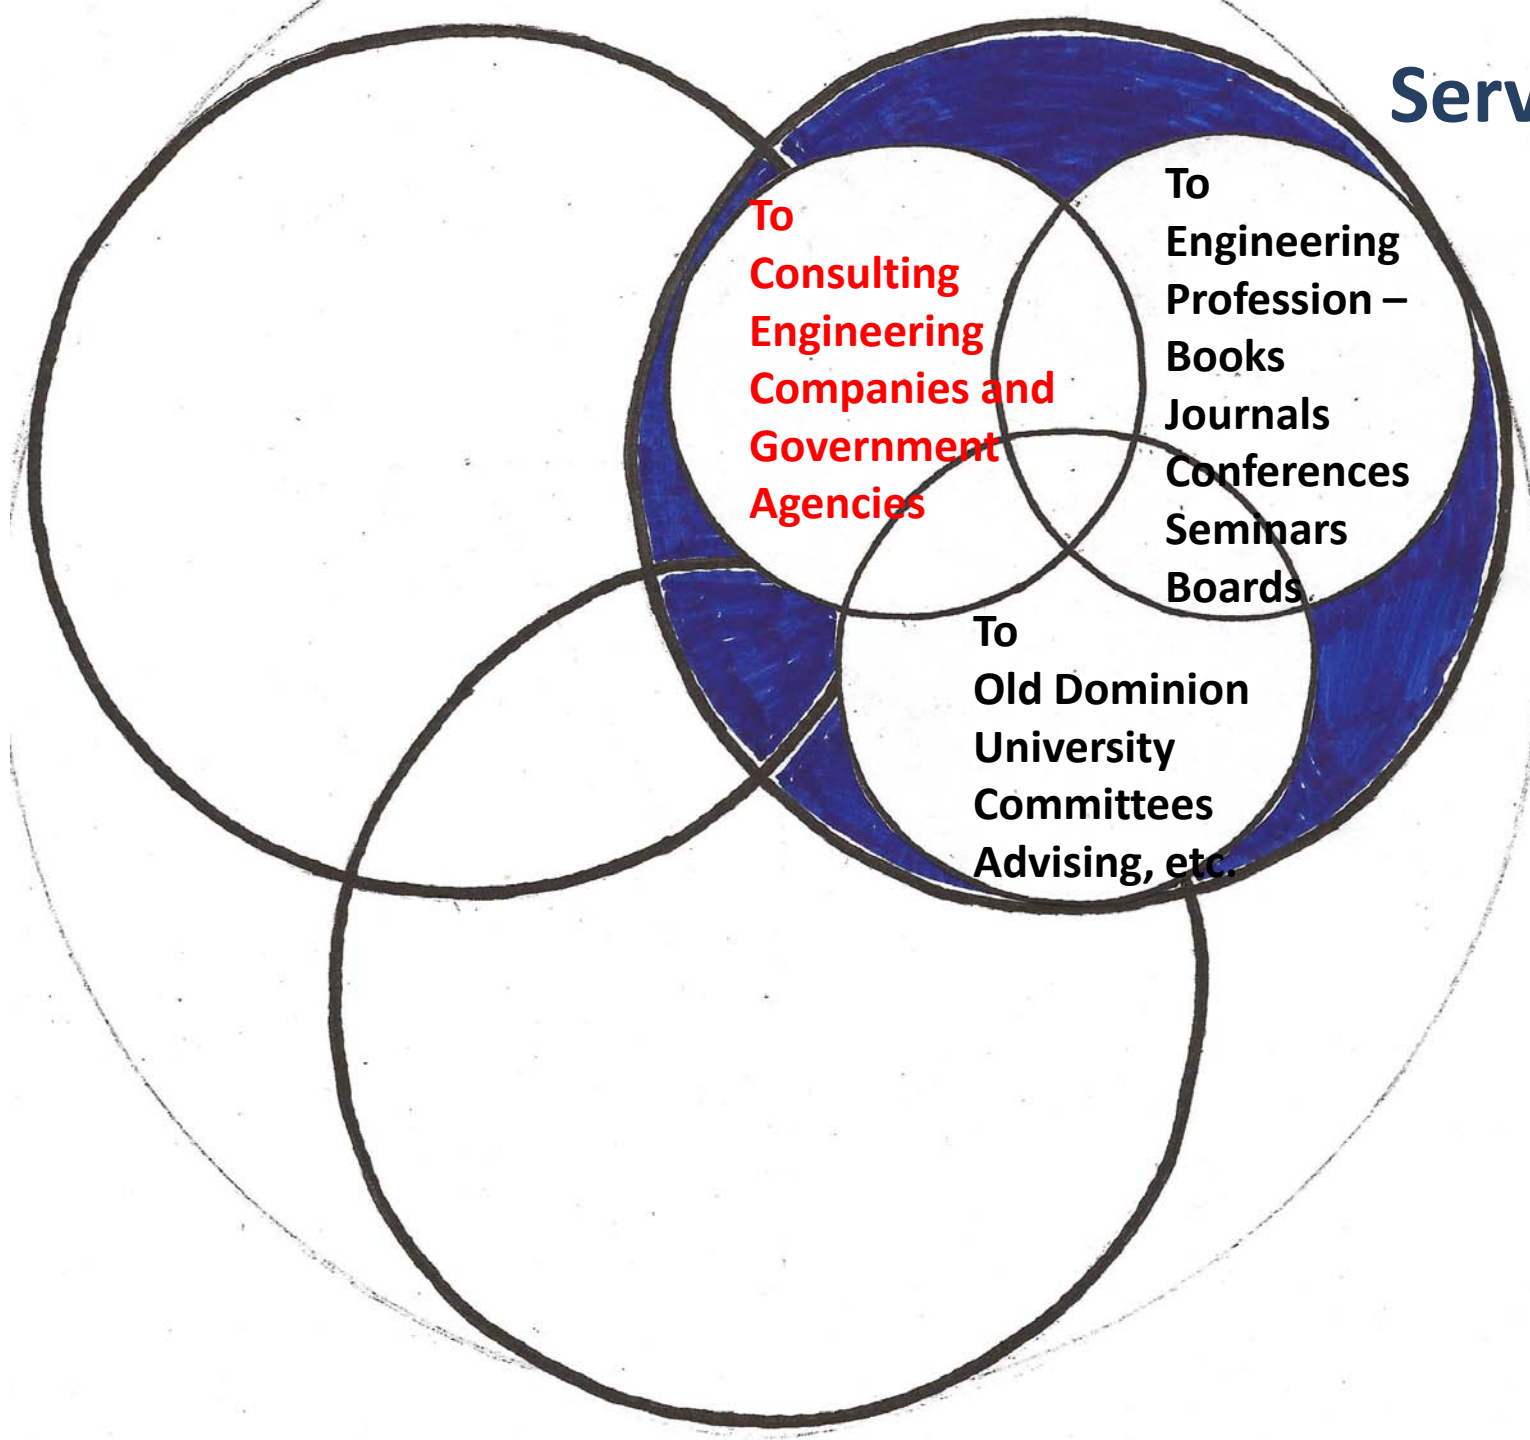 Serv
To
Consulting
Engineering
Companies and
Government
Agencies
To
Engineering
Profession –
Books
Journals
Conferences
Seminars
Boards
To
Old Dominion
University
Committees
Advising, etc.